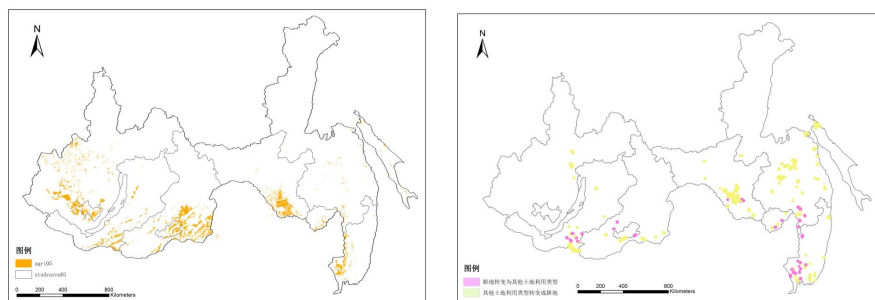 N
图例
agr105
studyarea01
0 200 400 800
Kilometers
N
图例
耕地转变为其他土地利用类型
其他土地利用类型转变成耕地
0 200 400 800
Kilometers